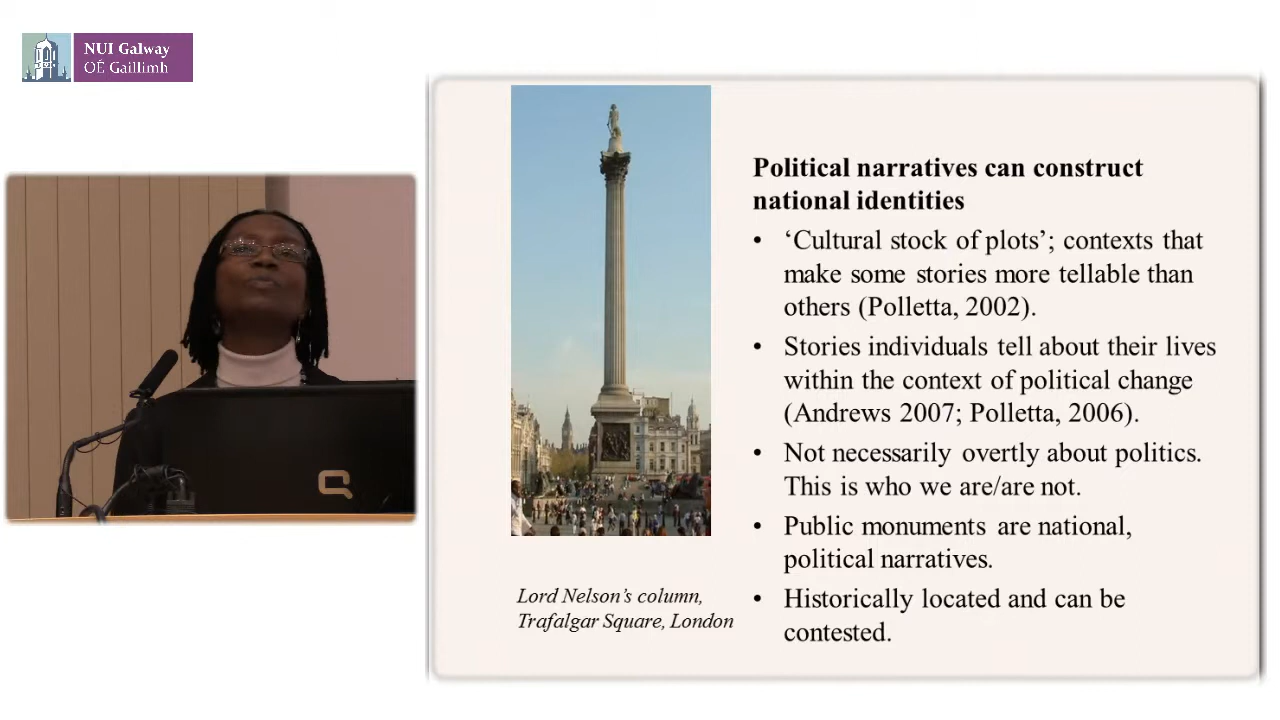 NUI Galway
OÉ Gaillimh
Political narratives can construct
national identities
• ‘Cultural stock of plots’; contexts that
make some stories more tellable than
others (Polletta, 2002).
• Stories individuals tell about their lives
within the context of political change
(Andrews 2007; Polletta, 2006).
• Not necessarily overtly about politics.
This is who we are/are not.
• Public monuments are national,
political narratives.
• Historically located and can be
contested.
Lord Nelson’s column,
Trafalgar Square, London